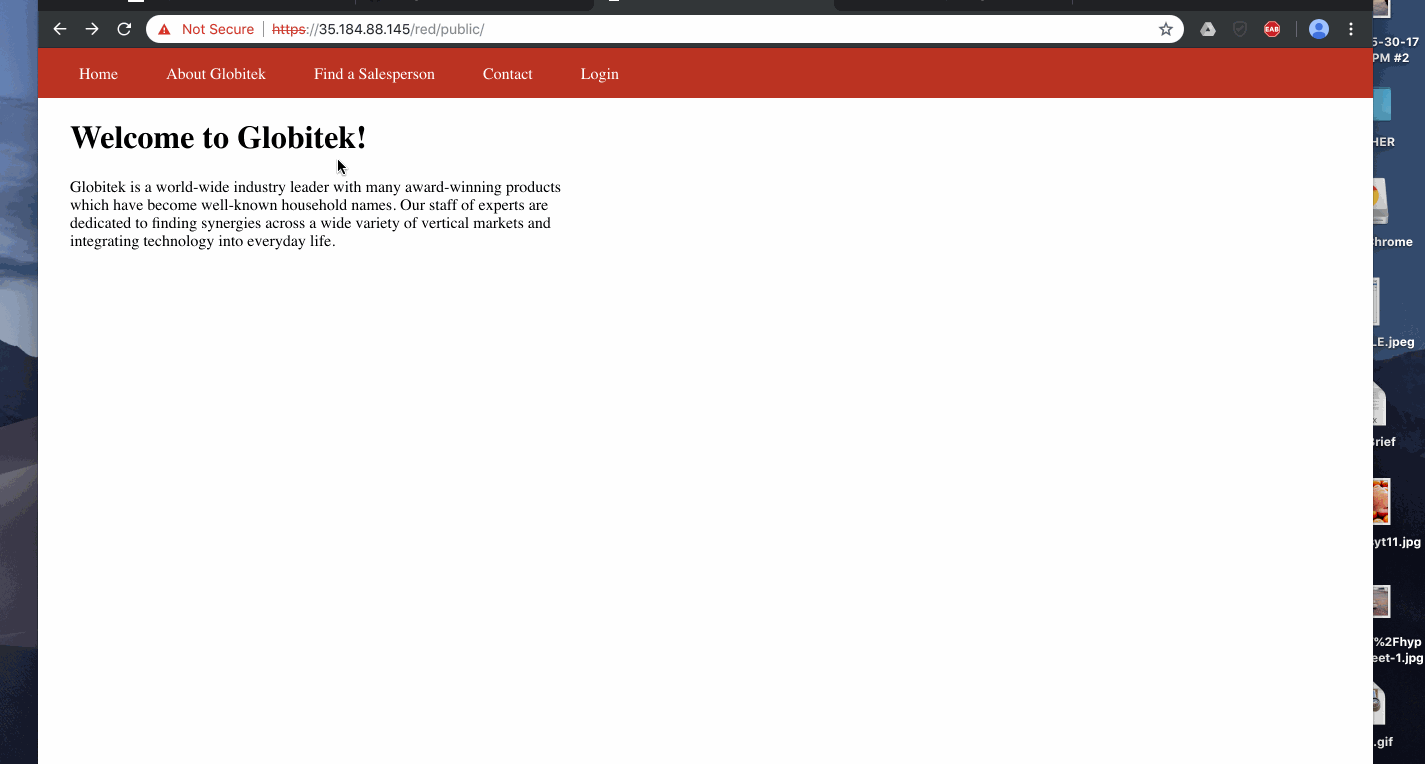 Not Secure https://35.184.88.145/red/public/
EAB
Home About Globitek Find a Salesperson Contact Login
Welcome to Globitek!
Globitek is a world-wide industry leader with many award-winning products
which have become well-known household names. Our staff of experts are
dedicated to finding synergies across a wide variety of vertical markets and
integrating technology into everyday life.
5-30-17
PM #2
HER
Chrome
LE.jpeg
Brief
yt11.jpg
%2Fhyp
eet-1.jpg
.gif